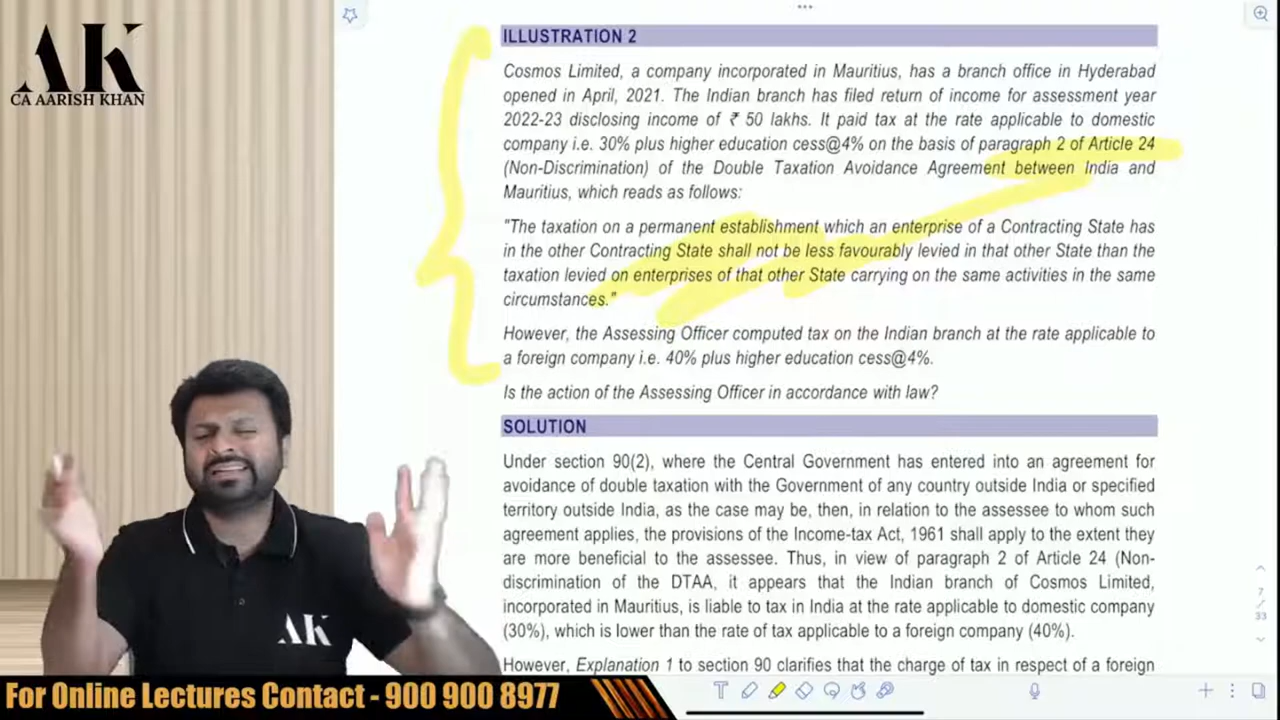 AK
CA AARISH KHAN
ILLUSTRATION 2
Cosmos Limited, a company incorporated in Mauritius, has a branch office in Hyderabad
opened in April, 2021. The Indian branch has filed return of income for assessment year
2022-23 disclosing income of ₹ 50 lakhs. It paid tax at the rate applicable to domestic
company i.e. 30% plus higher education cess@4% on the basis of paragraph 2 of Article 24
(Non-Discrimination) of the Double Taxation Avoidance Agreement between India and
Mauritius, which reads as follows:
"The taxation on a permanent establishment which an enterprise of a Contracting State has
in the other Contracting State shall not be less favourably levied in that other State than the
taxation levied on enterprises of that other State carrying on the same activities in the same
circumstances."
However, the Assessing Officer computed tax on the Indian branch at the rate applicable to
a foreign company i.e. 40% plus higher education cess@4%.
Is the action of the Assessing Officer in accordance with law?
SOLUTION
Under section 90(2), where the Central Government has entered into an agreement for
avoidance of double taxation with the Government of any country outside India or specified
territory outside India, as the case may be, then, in relation to the assessee to whom such
agreement applies, the provisions of the Income-tax Act, 1961 shall apply to the extent they
are more beneficial to the assessee. Thus, in view of paragraph 2 of Article 24 (Non-
discrimination of the DTAA, it appears that the Indian branch of Cosmos Limited,
incorporated in Mauritius, is liable to tax in India at the rate applicable to domestic company
(30%), which is lower than the rate of tax applicable to a foreign company (40%).
However, Explanation 1 to section 90 clarifies that the charge of tax in respect of a foreign
7
/
33
AK
For Online Lectures Contact - 900 900 8977